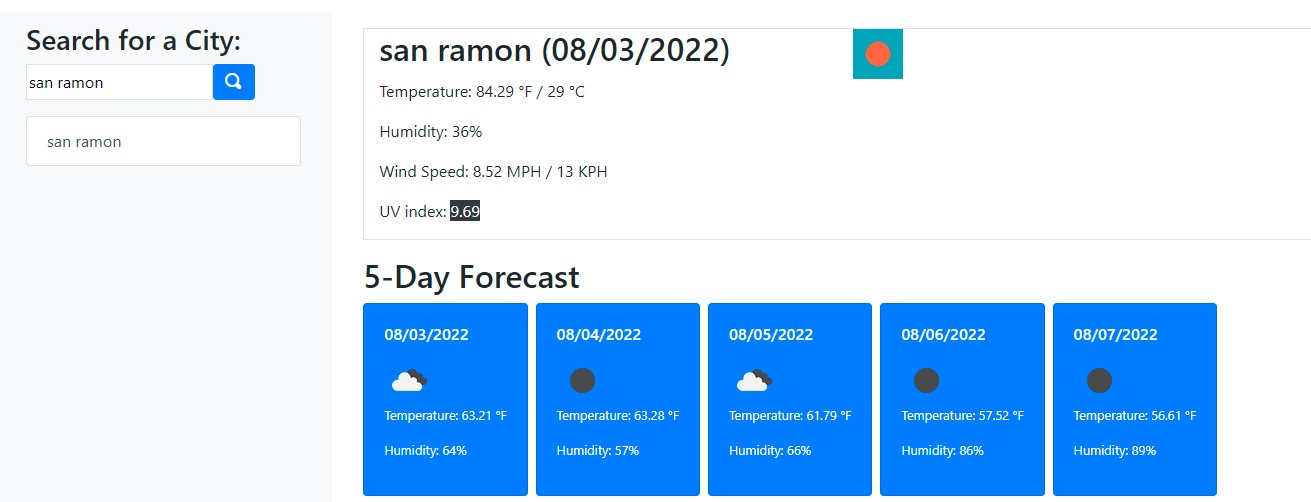 Search for a City:
san ramon
san ramon
san ramon (08/03/2022)
Temperature: 84.29 °F / 29 °C
Humidity: 36%
Wind Speed: 8.52 MPH / 13 KPH
UV index: 9.69
5-Day Forecast
08/03/2022
Temperature: 63.21 °F
Humidity: 64%
08/04/2022
Temperature: 63.28 °F
Humidity: 57%
08/05/2022
Temperature: 61.79 °F
Humidity: 66%
08/06/2022
Temperature: 57.52 °F
Humidity: 86%
08/07/2022
Temperature: 56.61 °F
Humidity: 89%